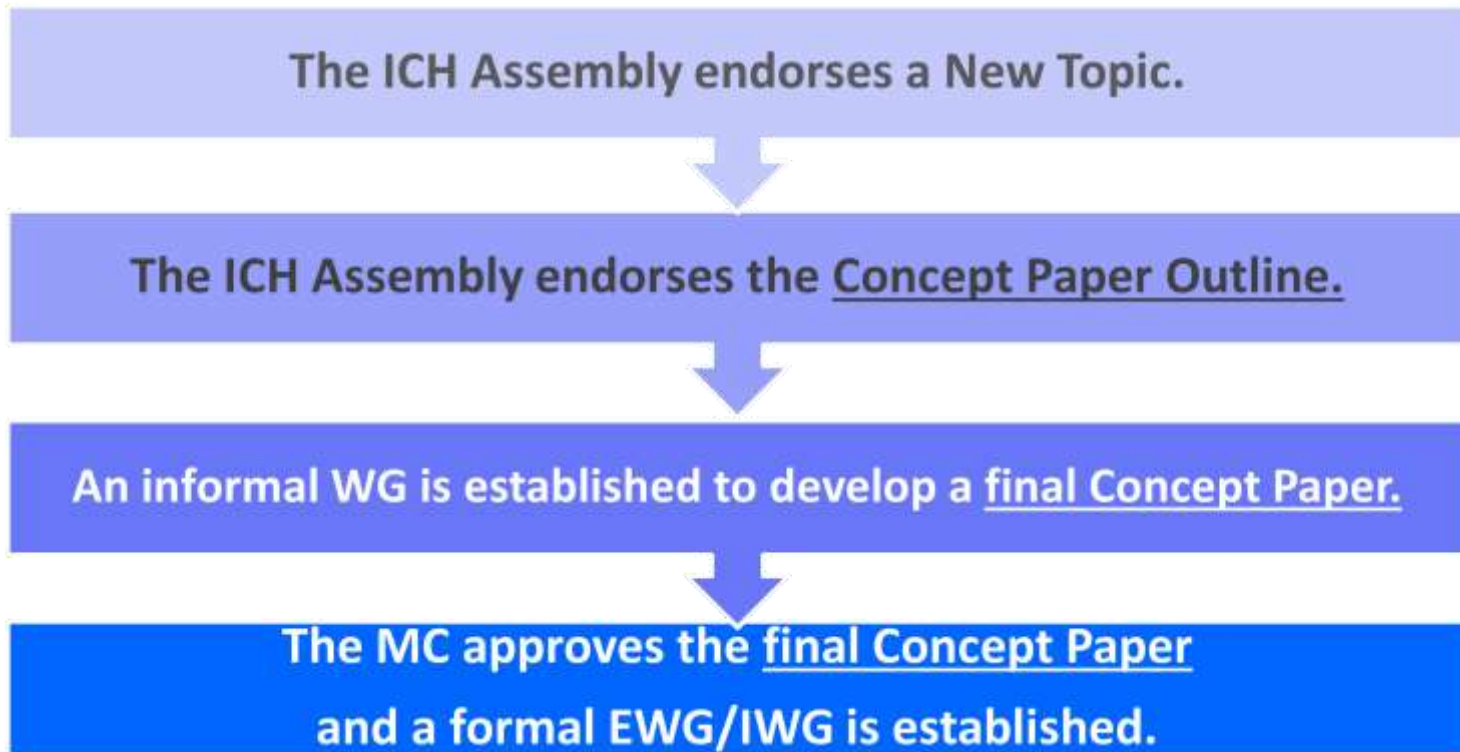 The ICH Assembly endorses a New Topic.
The ICH Assembly endorses the Concept Paper Outline.
An informal WG is established to develop a final Concept Paper.
The MC approves the final Concept Paper
and a formal EWG/IWG is established.